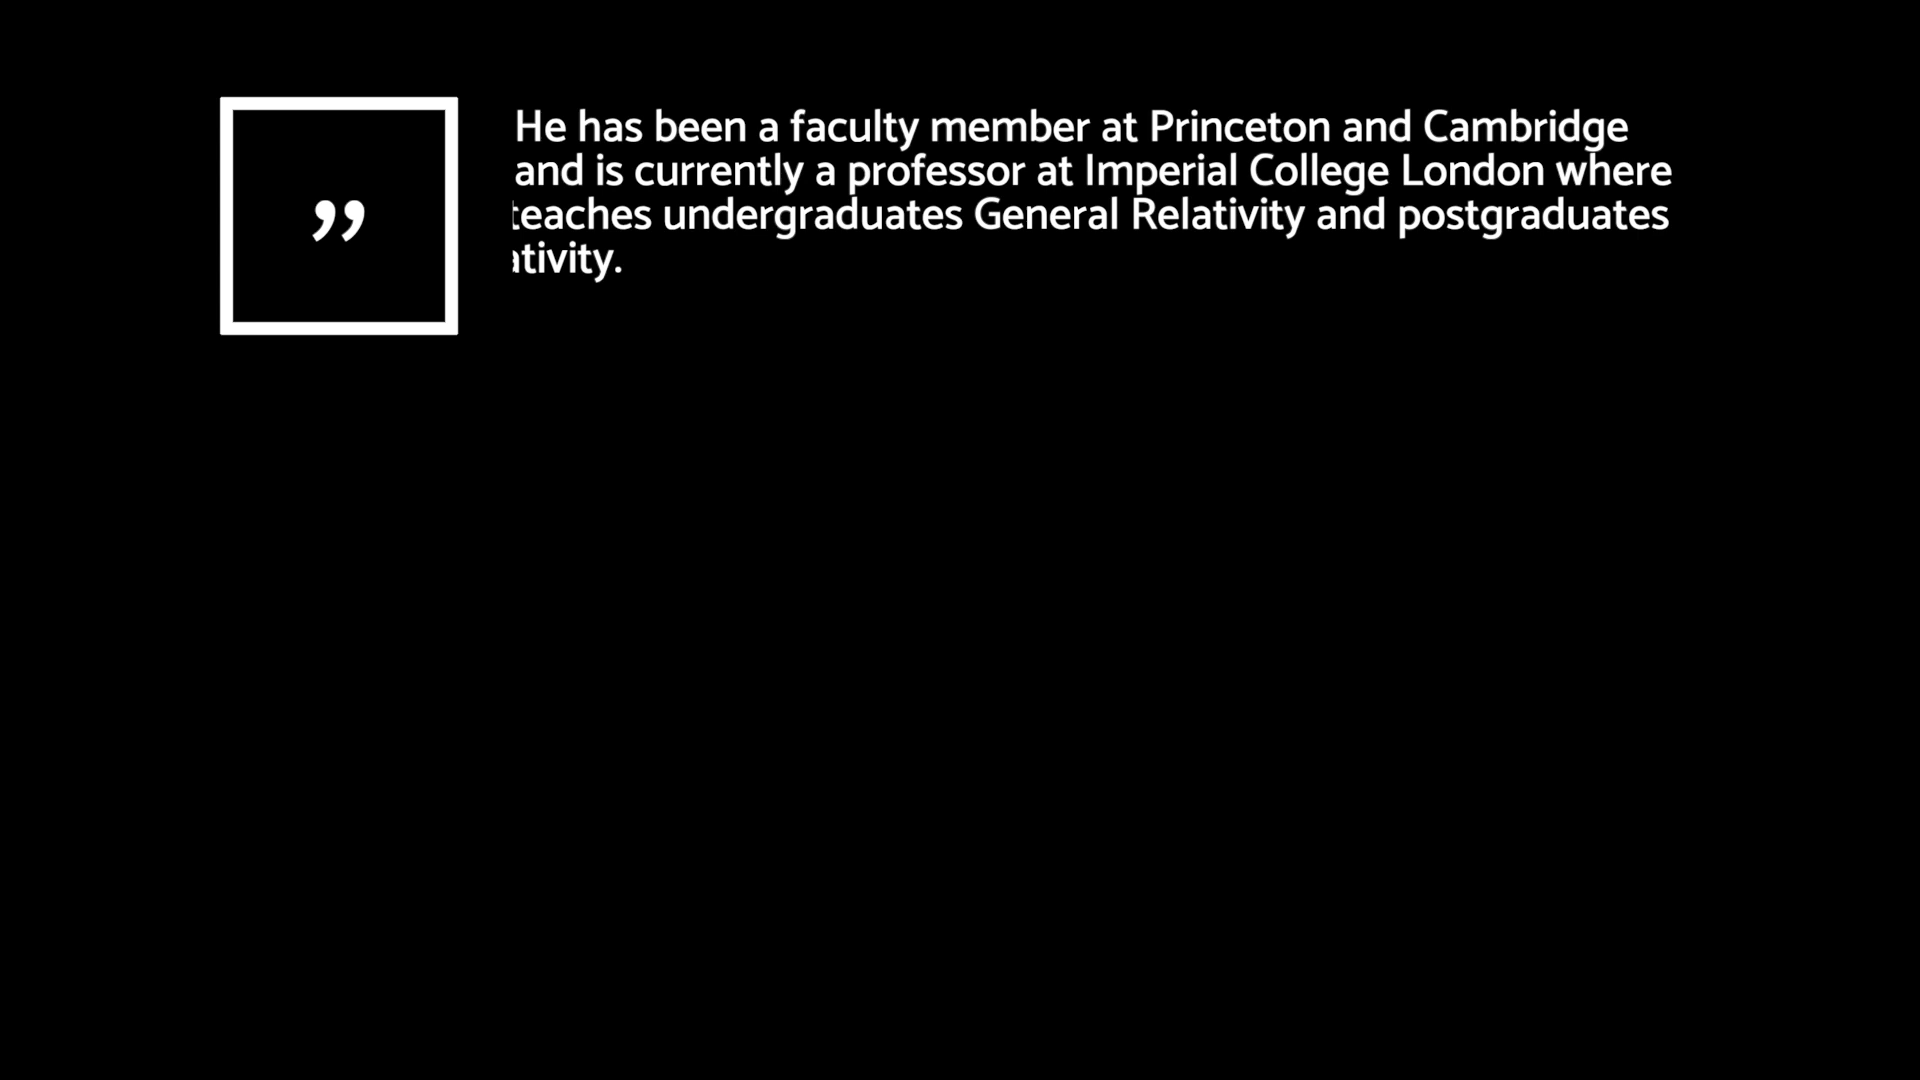 ”
He has been a faculty member at Princeton and Cambridge
and is currently a professor at Imperial College London where
teaches undergraduates General Relativity and postgraduates
ativity.